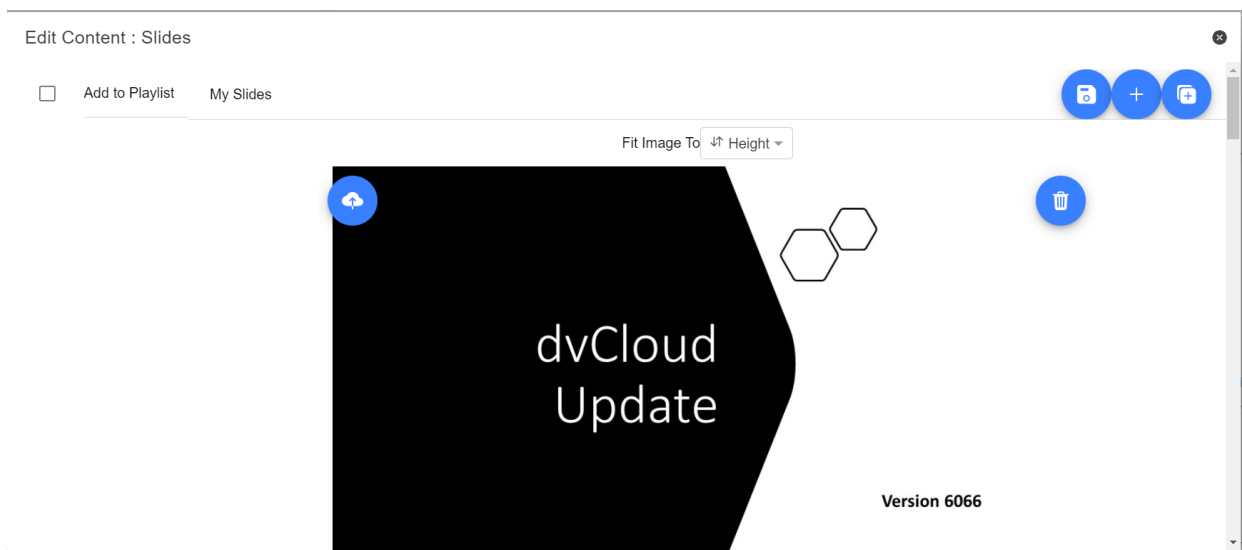 Edit Content : Slides
Add to Playlist My Slides
Fit Image To Height
dvCloud
Update
Version 6066